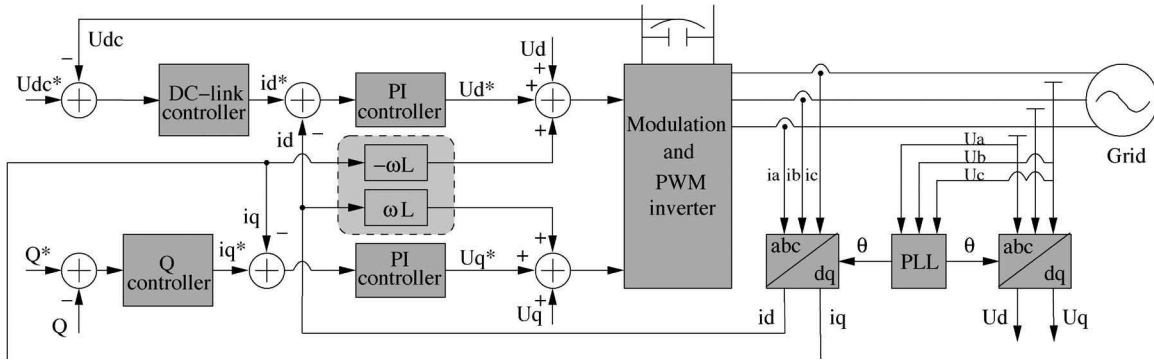 Udc
−
Udc*
DC-link
controller
id*
−
id
PI
controller
Ud*
Ud
+
+
+
−ωL
ωL
Modulation
and
PWM
inverter
Grid
Ua
Ub
Uc
ia
ib
ic
iq
−
Q*
−
Q
Q
controller
iq*
PI
controller
Uq*
+
+
+
Uq
abc
dq
θ
PLL
θ
abc
dq
id
iq
Ud
Uq